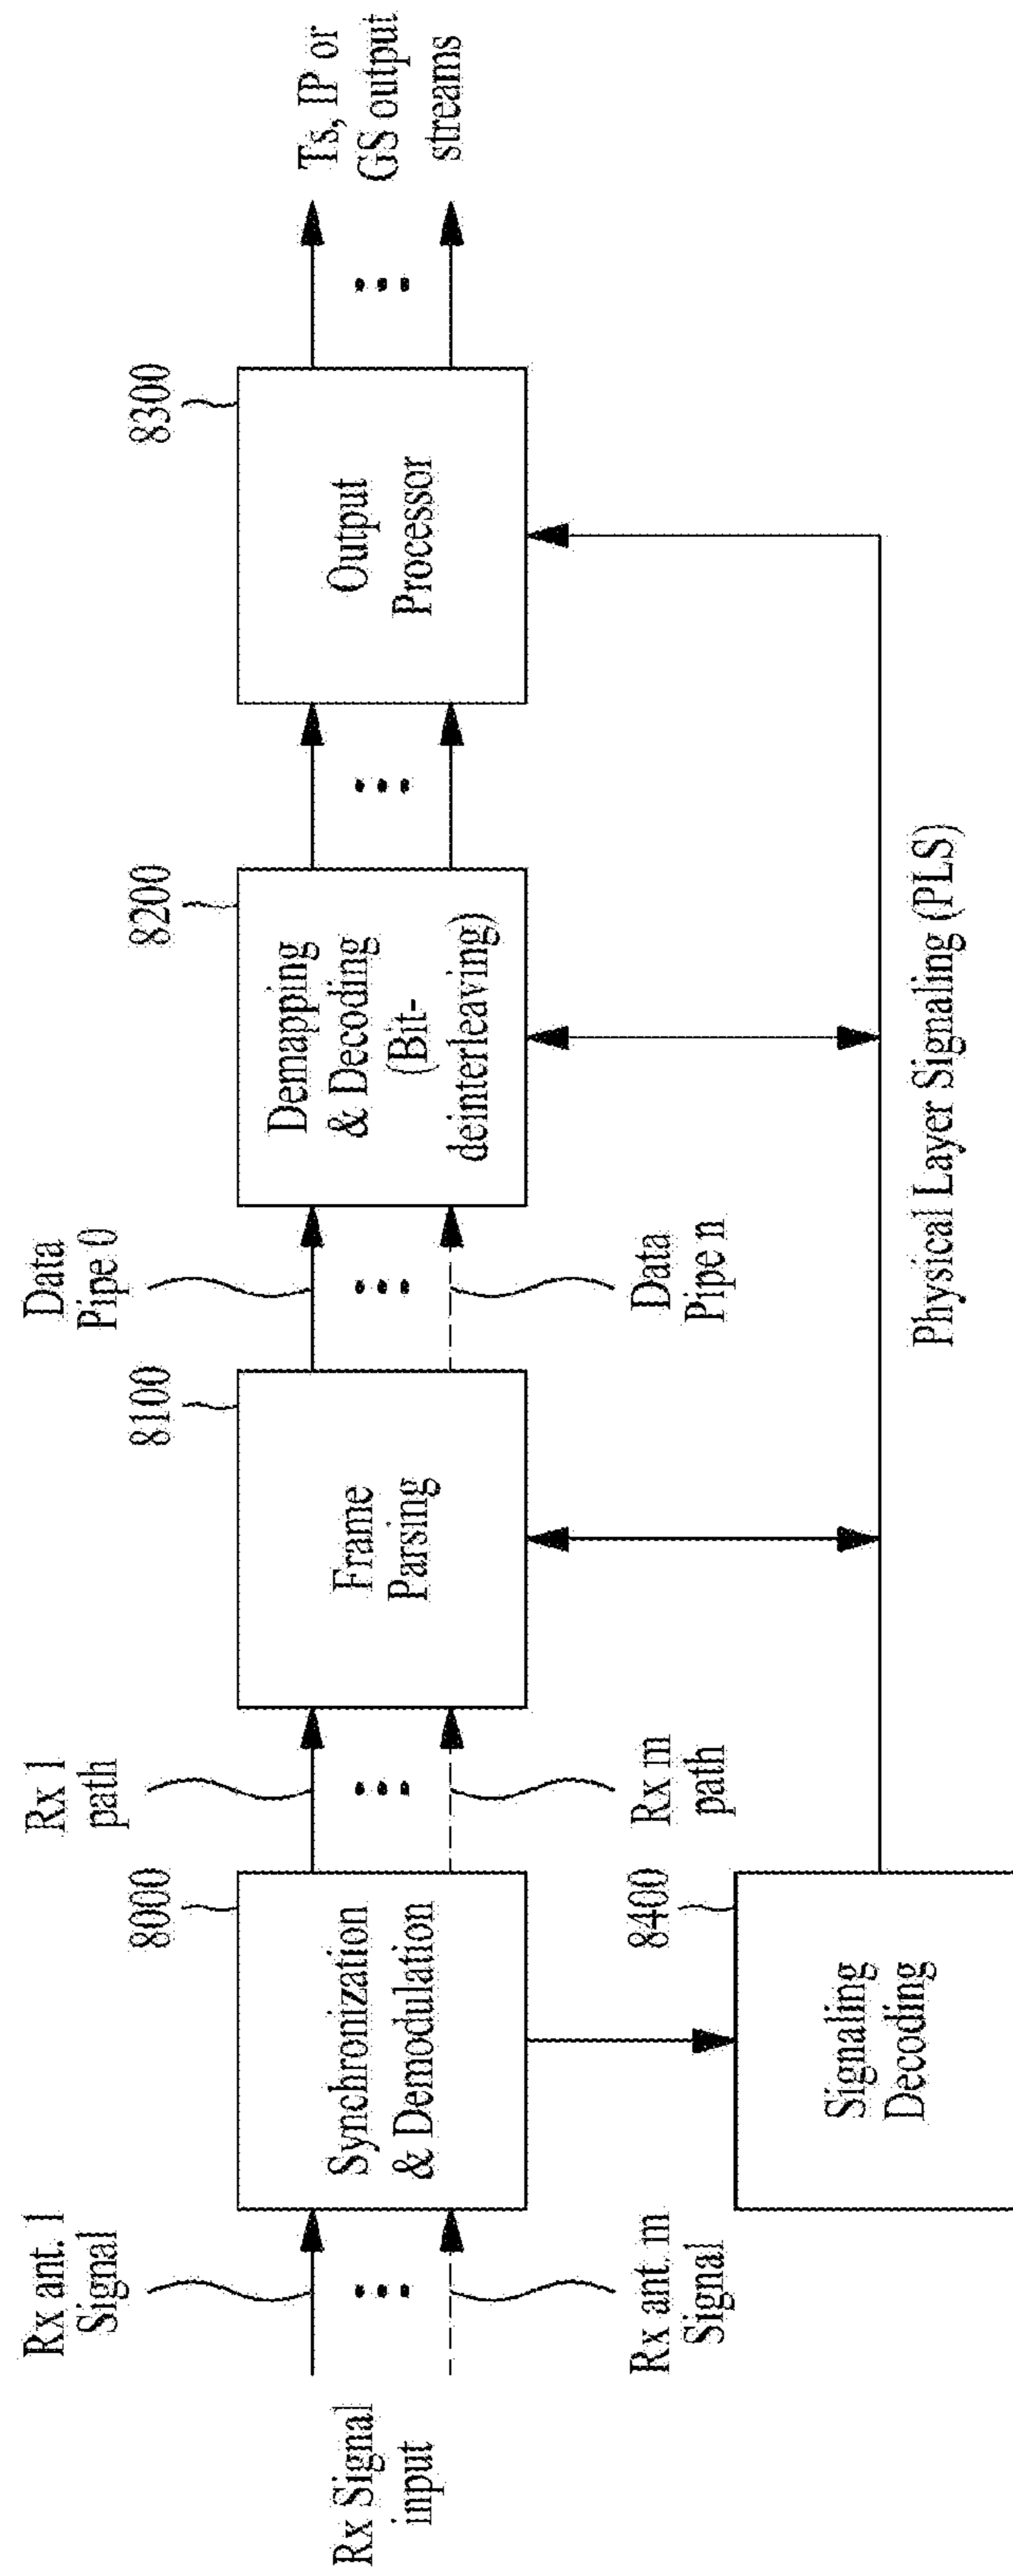 Rx Signal
input
Rx ant. 1
Signal
Rx ant. m
Signal
8000
Synchronization
& Demodulation
Rx 1
path
Rx m
path
8100
Frame
Parsing
Data
Pipe 0
Data
Pipe n
8200
Demapping
& Decoding
(Bit-
deinterleaving)
8300
Output
Processor
Ts, IP or
GS output
streams
8400
Signaling
Decoding
Physical Layer Signaling (PLS)